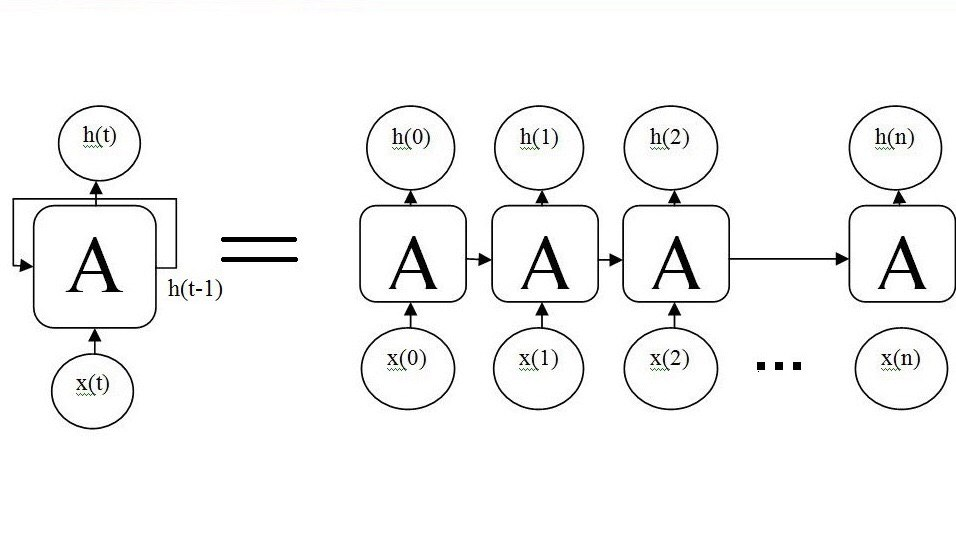 h(t)
A
h(t-1)
x(t)
=
h(0) h(1) h(2) h(n)
A A A A
x(0) x(1) x(2) ... x(n)